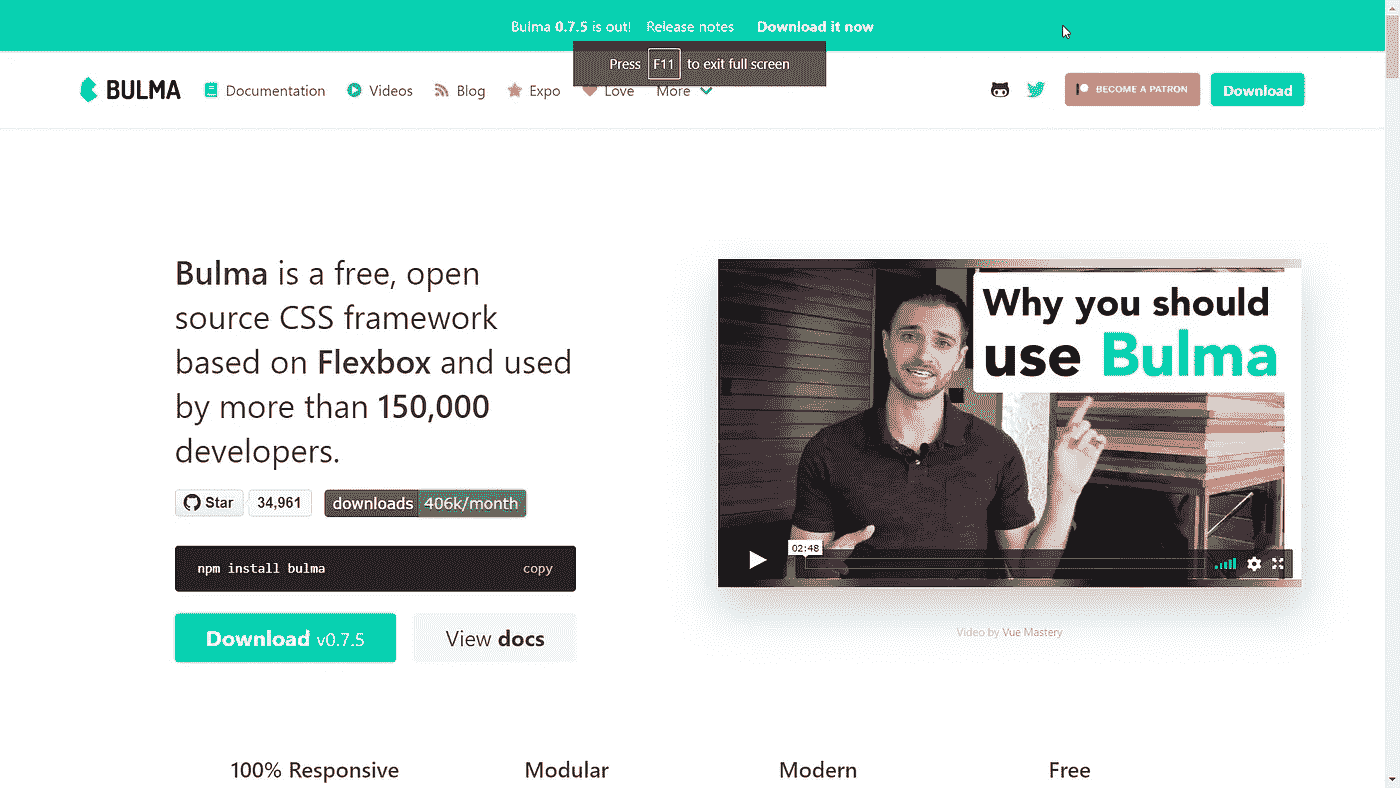 Bulma 0.7.5 is out! Release notes Download it now
Press F11 to exit full screen
BULMA Documentation Videos Blog Expo Love More BECOME A PATRON Download
Bulma is a free, open
source CSS framework
based on Flexbox and used
by more than 150,000
developers.
Star 34,961 downloads 406k/month
npm install bulma copy
Download v0.7.5 View docs
Why you should
use Bulma
02:48
Video by Vue Mastery
100% Responsive Modular Modern Free